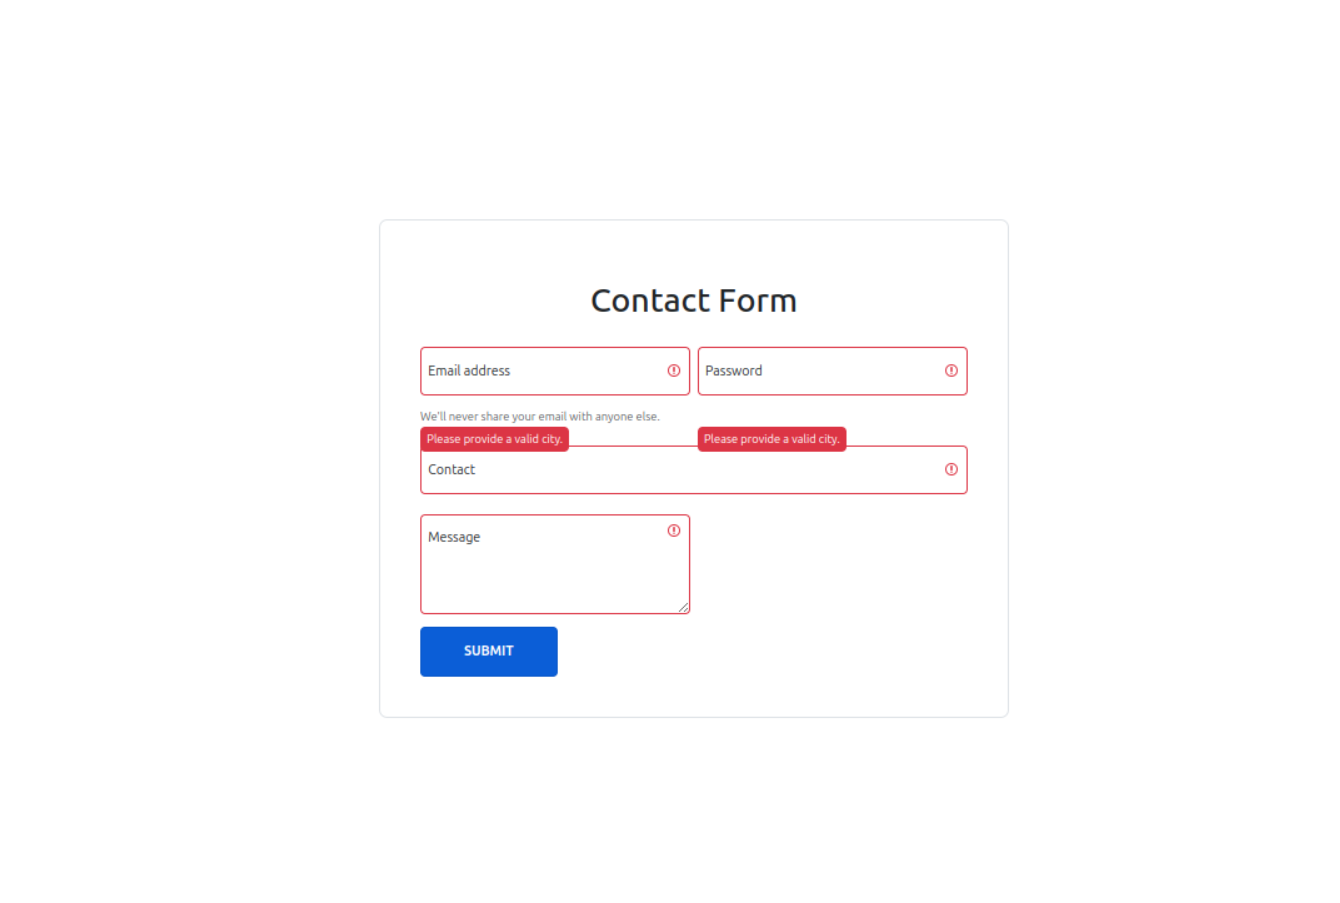 Contact Form
Email address
Password
We'll never share your email with anyone else.
Please provide a valid city.
Please provide a valid city.
Contact
Message
SUBMIT